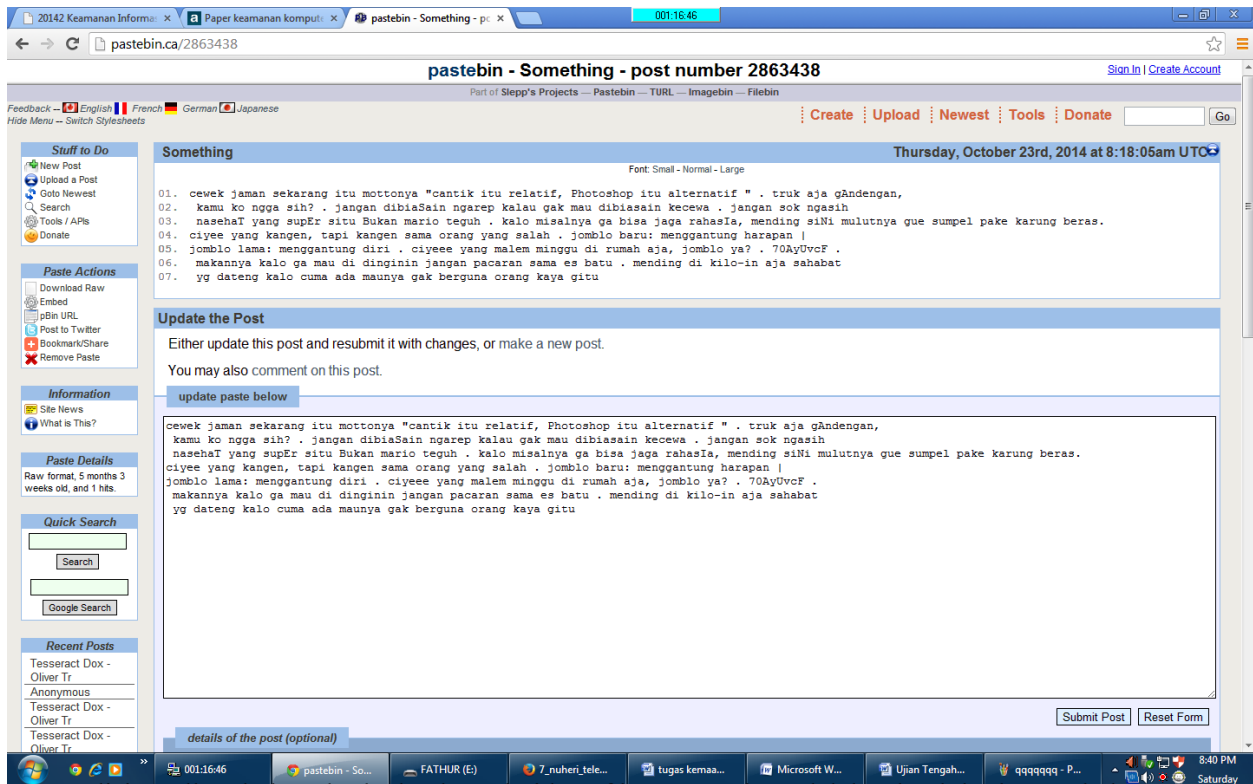 20142 Keamanan Informa
Paper keamanan kompute
pastebin - Something - po
001:16:46
pastebin.ca/2863438
pastebin - Something - post number 2863438
Sign In | Create Account
Part of Slepp's Projects — Pastebin — TURL — Imagebin — Filebin
Feedback -- English French German Japanese
Hide Menu -- Switch Stylesheets
Create Upload Newest Tools Donate Go
Stuff to Do
New Post
Upload a Post
Goto Newest
Search
Tools / APIs
Donate
Paste Actions
Download Raw
Embed
pBin URL
Post to Twitter
Bookmark/Share
Remove Paste
Information
Site News
What is This?
Paste Details
Raw format, 5 months 3
weeks old, and 1 hits.
Quick Search
Search
Google Search
Recent Posts
Tesseract Dox -
Oliver Tr
Anonymous
Tesseract Dox -
Oliver Tr
Tesseract Dox -
Oliver Tr
Something Thursday, October 23rd, 2014 at 8:18:05am UTC
Font: Small - Normal - Large
01. cewek jaman sekarang itu mottonya "cantik itu relatif, Photoshop itu alternatif " . truk aja gAndengan,
02. kamu ko ngga sih? . jangan dibiaSain ngarep kalau gak mau dibiasain kecewa . jangan sok ngasih
03. nasehaT yang supEr situ Bukan mario teguh . kalo misalnya ga bisa jaga rahasIa, mending siNi mulutnya gue sumpel pake karung beras.
04. ciyee yang kangen, tapi kangen sama orang yang salah . jomblo baru: menggantung harapan |
05. jomblo lama: menggantung diri . ciyeee yang malem minggu di rumah aja, jomblo ya? . 70AyUvcF .
06. makannya kalo ga mau di dinginin jangan pacaran sama es batu . mending di kilo-in aja sahabat
07. yg dateng kalo cuma ada maunya gak berguna orang kaya gitu
Update the Post
Either update this post and resubmit it with changes, or make a new post.
You may also comment on this post.
update paste below
cewek jaman sekarang itu mottonya "cantik itu relatif, Photoshop itu alternatif " . truk aja gAndengan,
kamu ko ngga sih? . jangan dibiaSain ngarep kalau gak mau dibiasain kecewa . jangan sok ngasih
nasehaT yang supEr situ Bukan mario teguh . kalo misalnya ga bisa jaga rahasIa, mending siNi mulutnya gue sumpel pake karung beras.
ciyee yang kangen, tapi kangen sama orang yang salah . jomblo baru: menggantung harapan |
jomblo lama: menggantung diri . ciyeee yang malem minggu di rumah aja, jomblo ya? . 70AyUvcF .
makannya kalo ga mau di dinginin jangan pacaran sama es batu . mending di kilo-in aja sahabat
yg dateng kalo cuma ada maunya gak berguna orang kaya gitu
Submit Post Reset Form
details of the post (optional)
001:16:46
pastebin - So...
FATHUR (E:)
7_nuheri_tele...
tugas kemaa...
Microsoft W...
Ujian Tengah...
qqqqqqq - P...
8:40 PM
Saturday